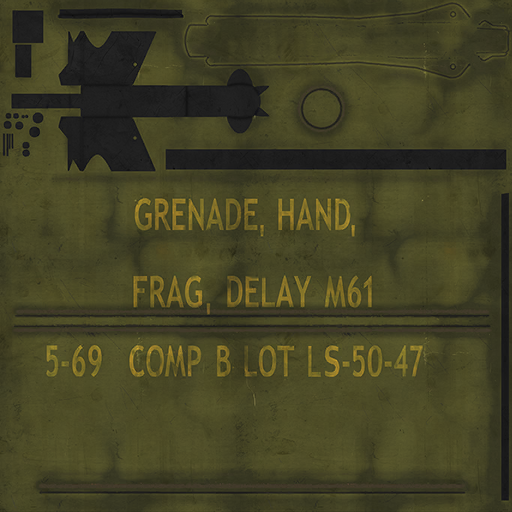 GRENADE, HAND,
FRAG, DELAY M61
5-69 COMP B LOT LS-50-47